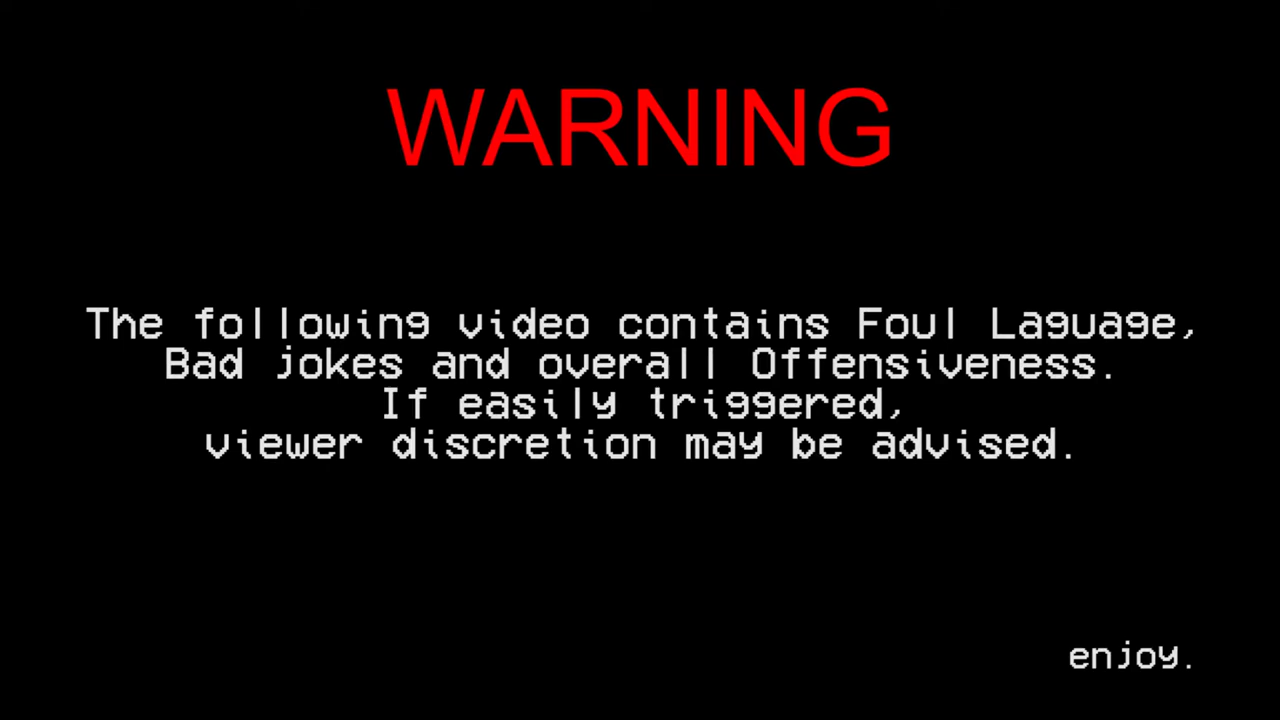 WARNING
The following video contains Foul Laguage,
Bad jokes and overall Offensiveness.
If easily triggered,
viewer discretion may be advised.
enjoy.